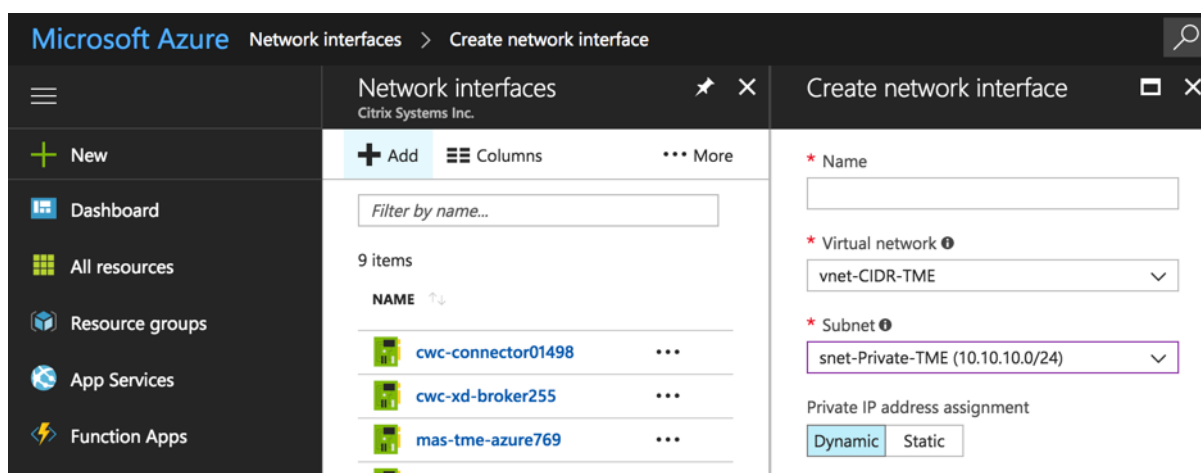 Microsoft Azure Network interfaces > Create network interface
Network interfaces
Citrix Systems Inc.
Create network interface
New
Dashboard
All resources
Resource groups
App Services
Function Apps
Add
Columns
••• More
Filter by name...
9 items
NAME ↑↓
cwc-connector01498 •••
cwc-xd-broker255 •••
mas-tme-azure769 •••
* Name
* Virtual network
vnet-CIDR-TME
* Subnet
snet-Private-TME (10.10.10.0/24)
Private IP address assignment
Dynamic Static